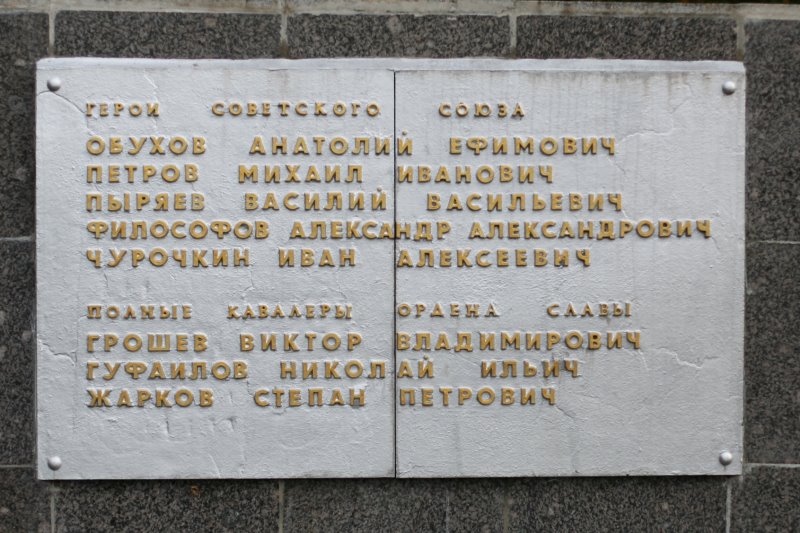 ГЕРОИ СОВЕТСКОГО СОЮЗА
ОБУХОВ АНАТОЛИЙ ЕФИМОВИЧ
ПЕТРОВ МИХАИЛ ИВАНОВИЧ
ПЫРЯЕВ ВАСИЛИЙ ВАСИЛЬЕВИЧ
ФИЛОСОФОВ АЛЕКСАНДР АЛЕКСАНДРОВИЧ
ЧУРОЧКИН ИВАН АЛЕКСЕЕВИЧ
ПОЛНЫЕ КАВАЛЕРЫ ОРДЕНА СЛАВЫ
ГРОШЕВ ВИКТОР ВЛАДИМИРОВИЧ
ГУФАИЛОВ НИКОЛАЙ ИЛЬИЧ
ЖАРКОВ СТЕПАН ПЕТРОВИЧ